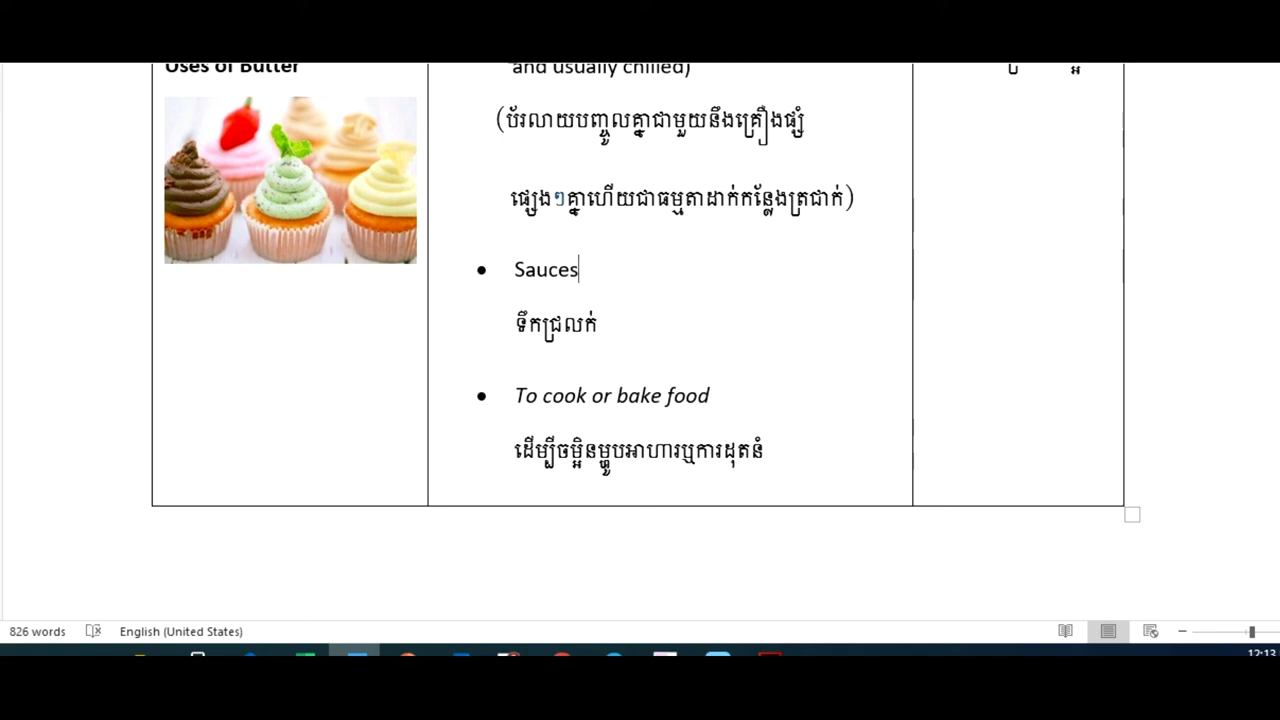 Uses of Butter
and usually chilled)
(ប័រលាយបញ្ចូលគ្នាជាមួយនឹងគ្រឿងផ្សំ
ផ្សេងៗគ្នាហើយជាធម្មតាដាក់កន្លែងត្រជាក់)
Sauces
ទឹកជ្រលក់
To cook or bake food
ដើម្បីចម្អិនម្ហូបអាហារឬការដុតនំ
826 words
English (United States)
12:13